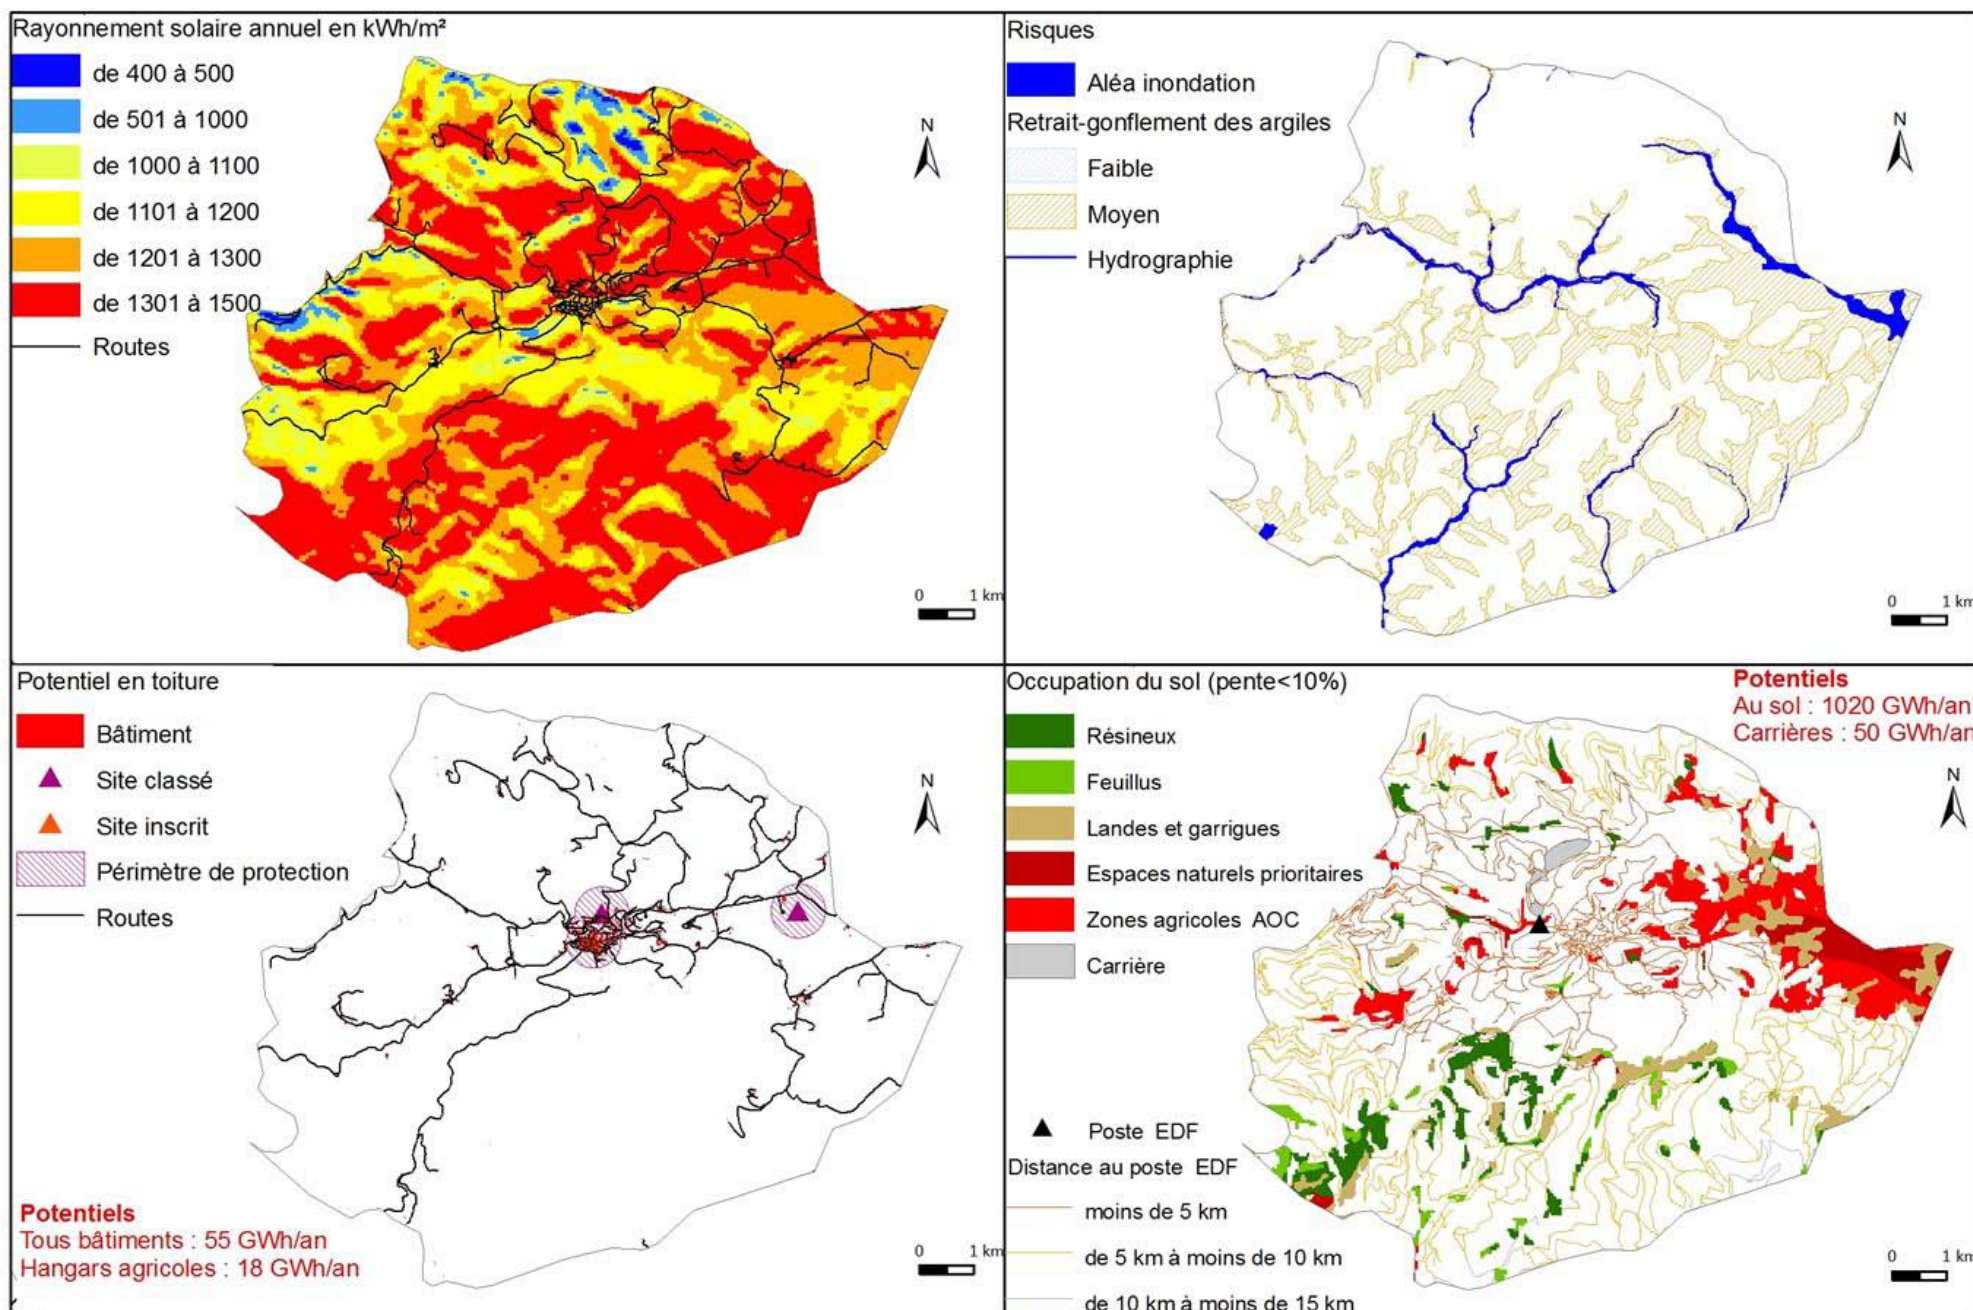 Rayonnement solaire annuel en kWh/m²
de 400 à 500
de 501 à 1000
de 1000 à 1100
de 1101 à 1200
de 1201 à 1300
de 1301 à 1500
Routes
N
0 1 km
Risques
Aléa inondation
Retrait-gonflement des argiles
Faible
Moyen
Hydrographie
N
0 1 km
Potentiel en toiture
Bâtiment
Site classé
Site inscrit
Périmètre de protection
Routes
N
Potentiels
Tous bâtiments : 55 GWh/an
Hangars agricoles : 18 GWh/an
0 1 km
Occupation du sol (pente<10%)
Potentiels
Au sol : 1020 GWh/an
Carrières : 50 GWh/an
Résineux
Feuillus
Landes et garrigues
Espaces naturels prioritaires
Zones agricoles AOC
Carrière
N
Poste EDF
Distance au poste EDF
moins de 5 km
de 5 km à moins de 10 km
de 10 km à moins de 15 km
0 1 km